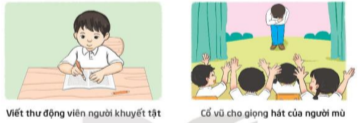 Viết thư động viên người khuyết tật
Cổ vũ cho giọng hát của người mù